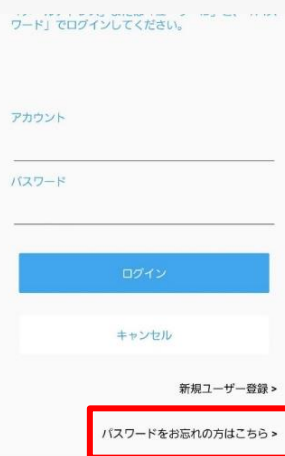 ワード」でログインしてください。
アカウント
パスワード
ログイン
キャンセル
新規ユーザー登録 >
パスワードをお忘れの方はこちら >